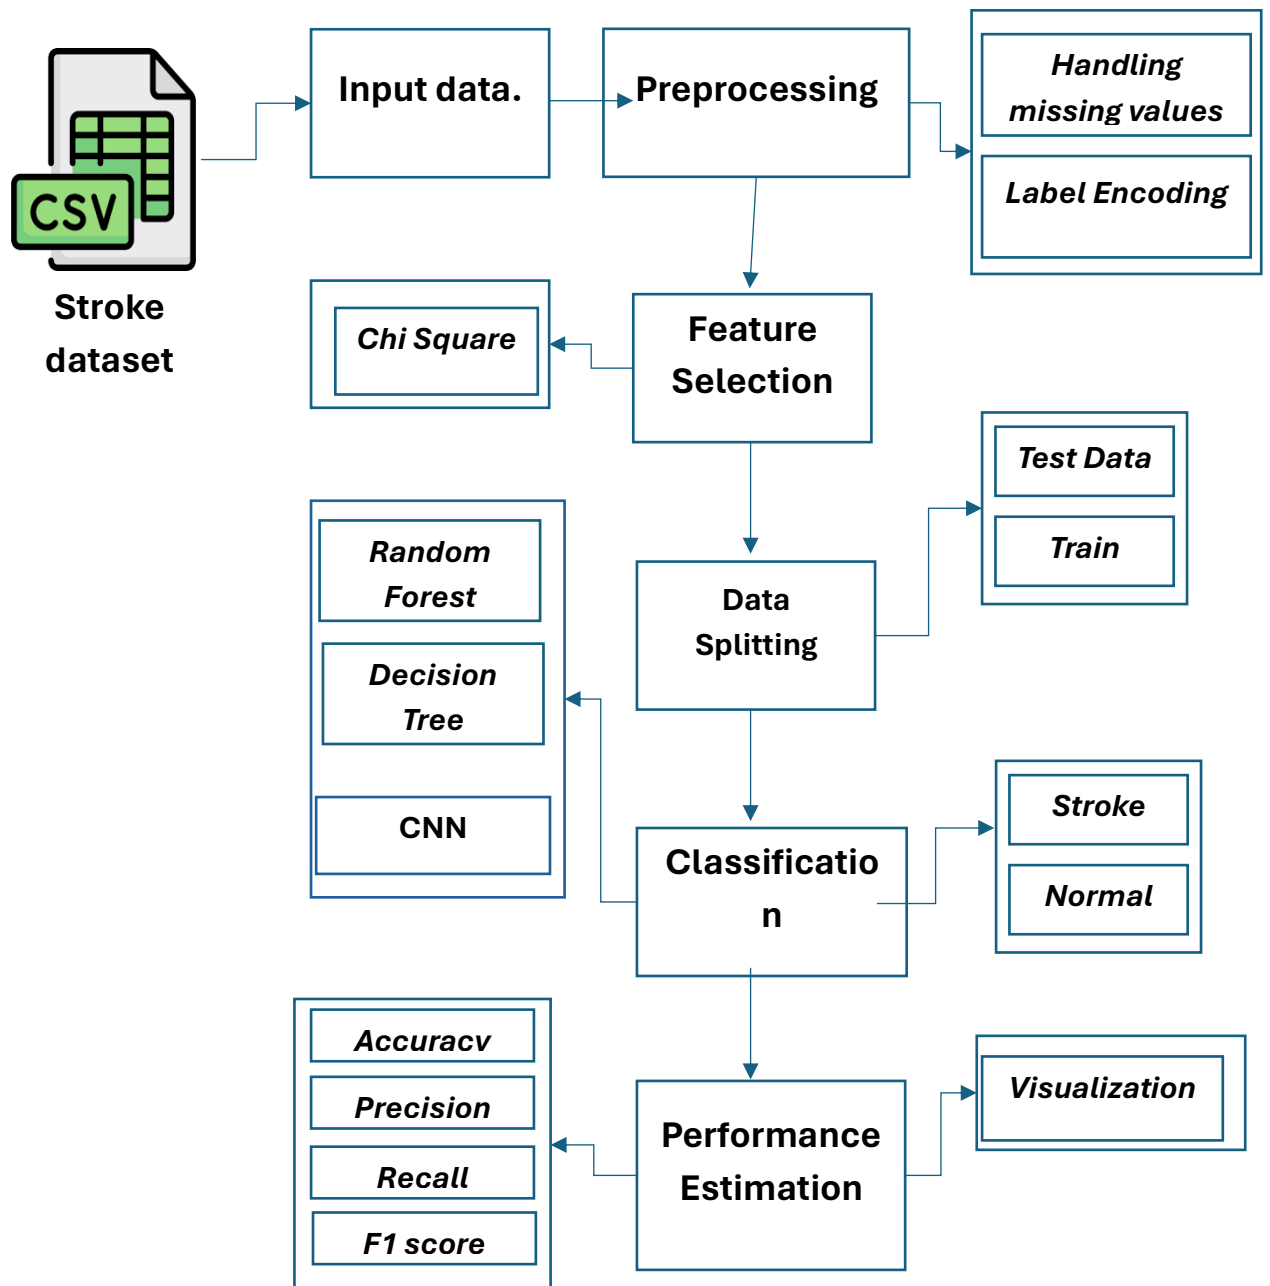 CSV
Stroke
dataset
Input data.
Preprocessing
Handling
missing values
Label Encoding
Feature
Selection
Chi Square
Data
Splitting
Test Data
Train
Classificatio
n
Random
Forest
Decision
Tree
CNN
Stroke
Normal
Performance
Estimation
Accuracy
Precision
Recall
F1 score
Visualization